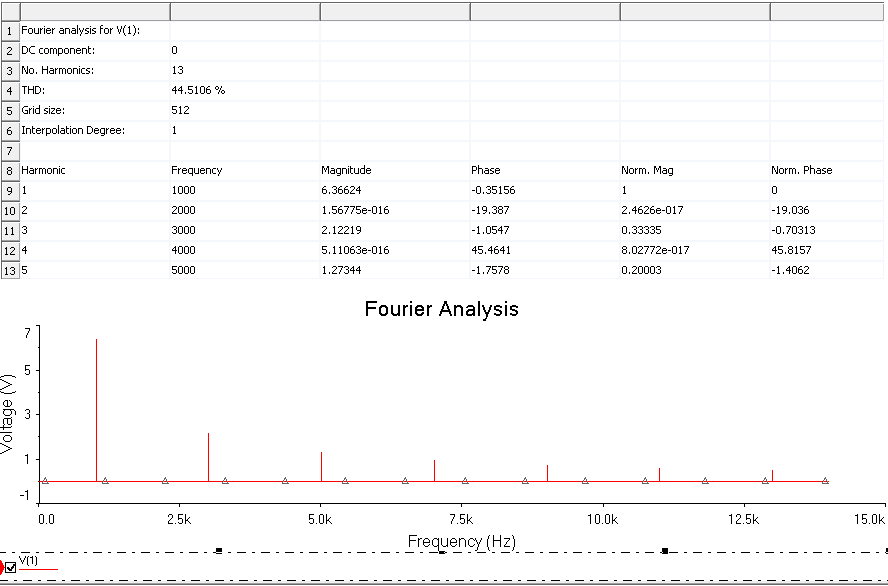 1 Fourier analysis for V(1):
2 DC component: 0
3 No. Harmonics: 13
4 THD: 44.5106 %
5 Grid size: 512
6 Interpolation Degree: 1
7
8 Harmonic Frequency Magnitude Phase Norm. Mag Norm. Phase
9 1 1000 6.36624 -0.35156 1 0
10 2 2000 1.56775e-016 -19.387 2.4626e-017 -19.036
11 3 3000 2.12219 -1.0547 0.33335 -0.70313
12 4 4000 5.11063e-016 45.4641 8.02772e-017 45.8157
13 5 5000 1.27344 -1.7578 0.20003 -1.4062
Fourier Analysis
Voltage (V)
7
5
3
1
-1
0.0 2.5k 5.0k 7.5k 10.0k 12.5k 15.0k
Frequency (Hz)
V(1)